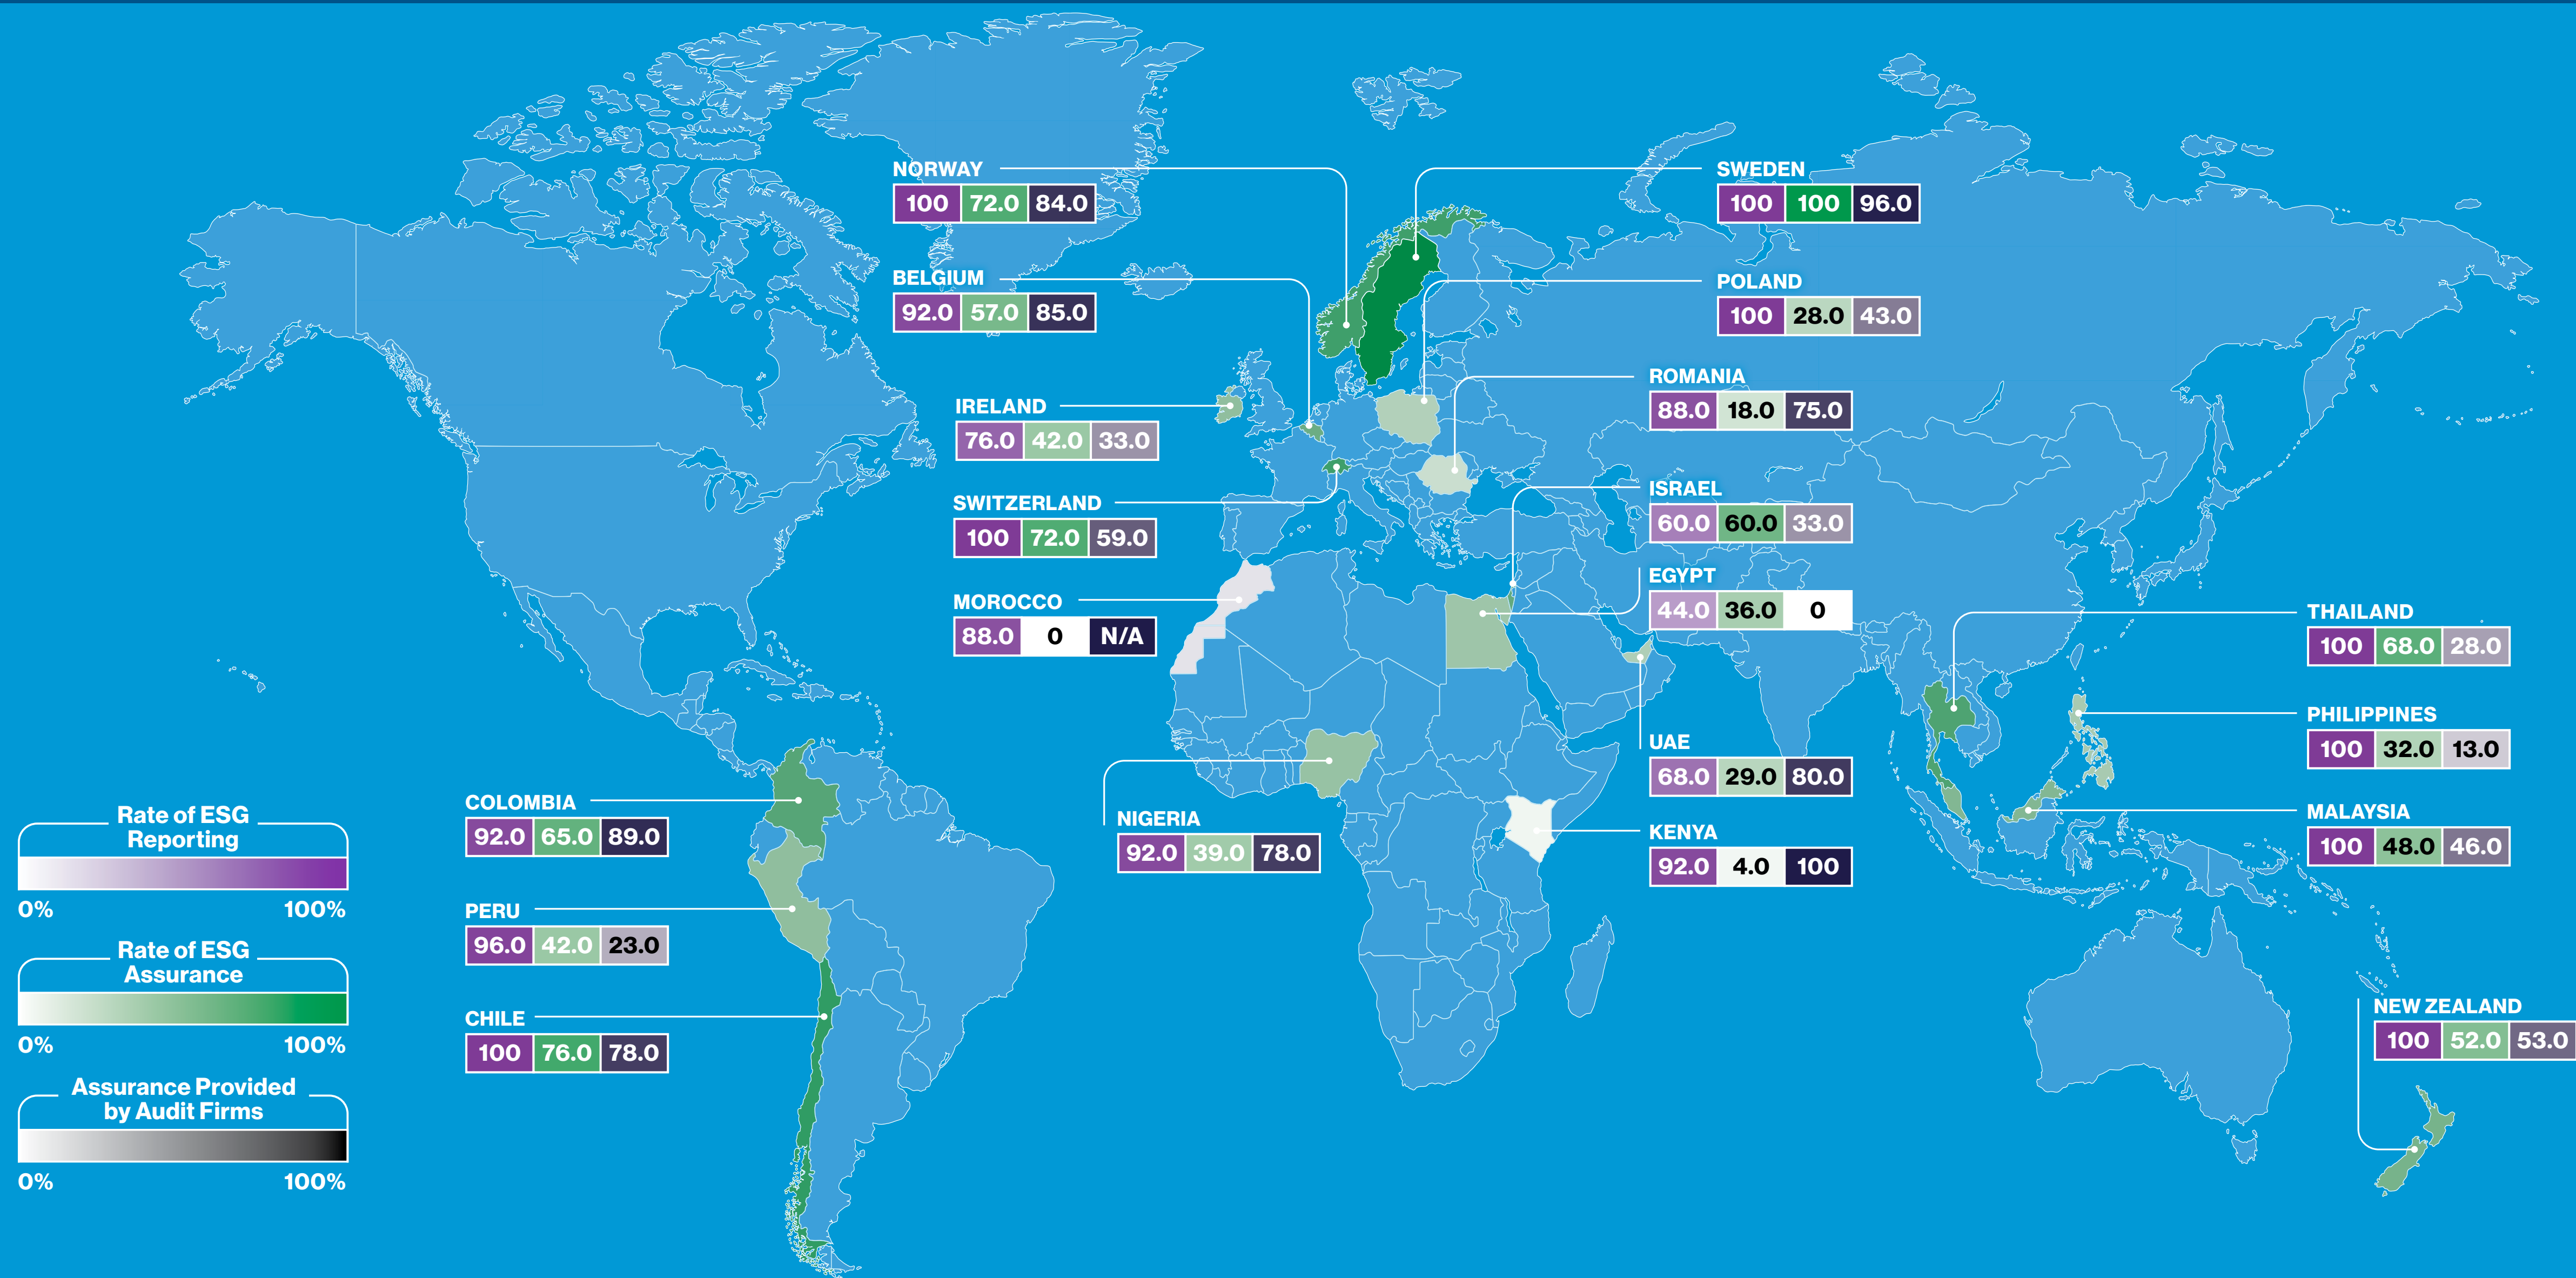 NORWAY
100 72.0 84.0
SWEDEN
100 100 96.0
BELGIUM
92.0 57.0 85.0
POLAND
100 28.0 43.0
IRELAND
76.0 42.0 33.0
ROMANIA
88.0 18.0 75.0
SWITZERLAND
100 72.0 59.0
ISRAEL
60.0 60.0 33.0
MOROCCO
88.0 0 N/A
EGYPT
44.0 36.0 0
THAILAND
100 68.0 28.0
PHILIPPINES
100 32.0 13.0
UAE
68.0 29.0 80.0
MALAYSIA
100 48.0 46.0
NIGERIA
92.0 39.0 78.0
KENYA
92.0 4.0 100
COLOMBIA
92.0 65.0 89.0
PERU
96.0 42.0 23.0
CHILE
100 76.0 78.0
NEW ZEALAND
100 52.0 53.0
Rate of ESG
Reporting
0% 100%
Rate of ESG
Assurance
0% 100%
Assurance Provided
by Audit Firms
0% 100%